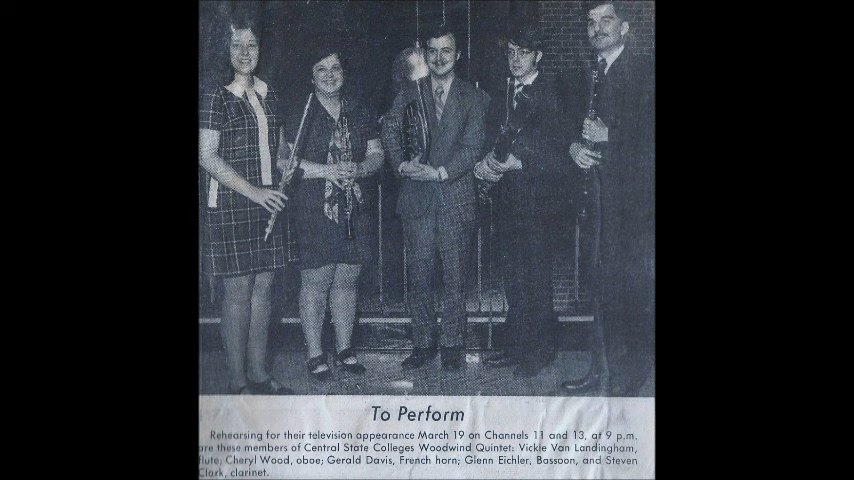 To Perform
Rehearsing for their television appearance March 19 on Channels 11 and 13, at 9 p.m.
are these members of Central State Colleges Woodwind Quintet: Vickie Van Landingham,
flute; Cheryl Wood, oboe; Gerald Davis, French horn; Glenn Eichler, Bassoon, and Steven
Clark, clarinet.